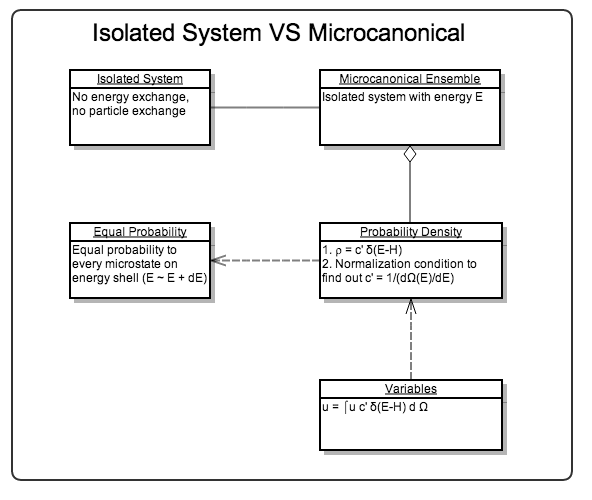 Isolated System VS Microcanonical
Isolated System
No energy exchange,
no particle exchange
Microcanonical Ensemble
Isolated system with energy E
Equal Probability
Equal probability to
every microstate on
energy shell (E ~ E + dE)
Probability Density
1. ρ = c' δ(E-H)
2. Normalization condition to
find out c' = 1/(dΩ(E)/dE)
Variables
u = ∫u c' δ(E-H) d Ω